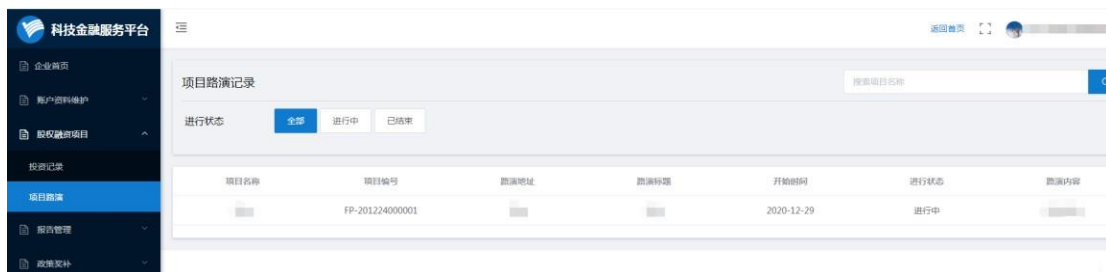 科技金融服务平台
返回首页
企业首页
账户资料维护
股权融资项目
投资记录
项目路演
报告管理
政策奖补
项目路演记录
搜索项目名称
进行状态 全部 进行中 已结束
项目名称 项目编号 路演地址 路演标题 开始时间 进行状态 路演内容
FP-201224000001 2020-12-29 进行中